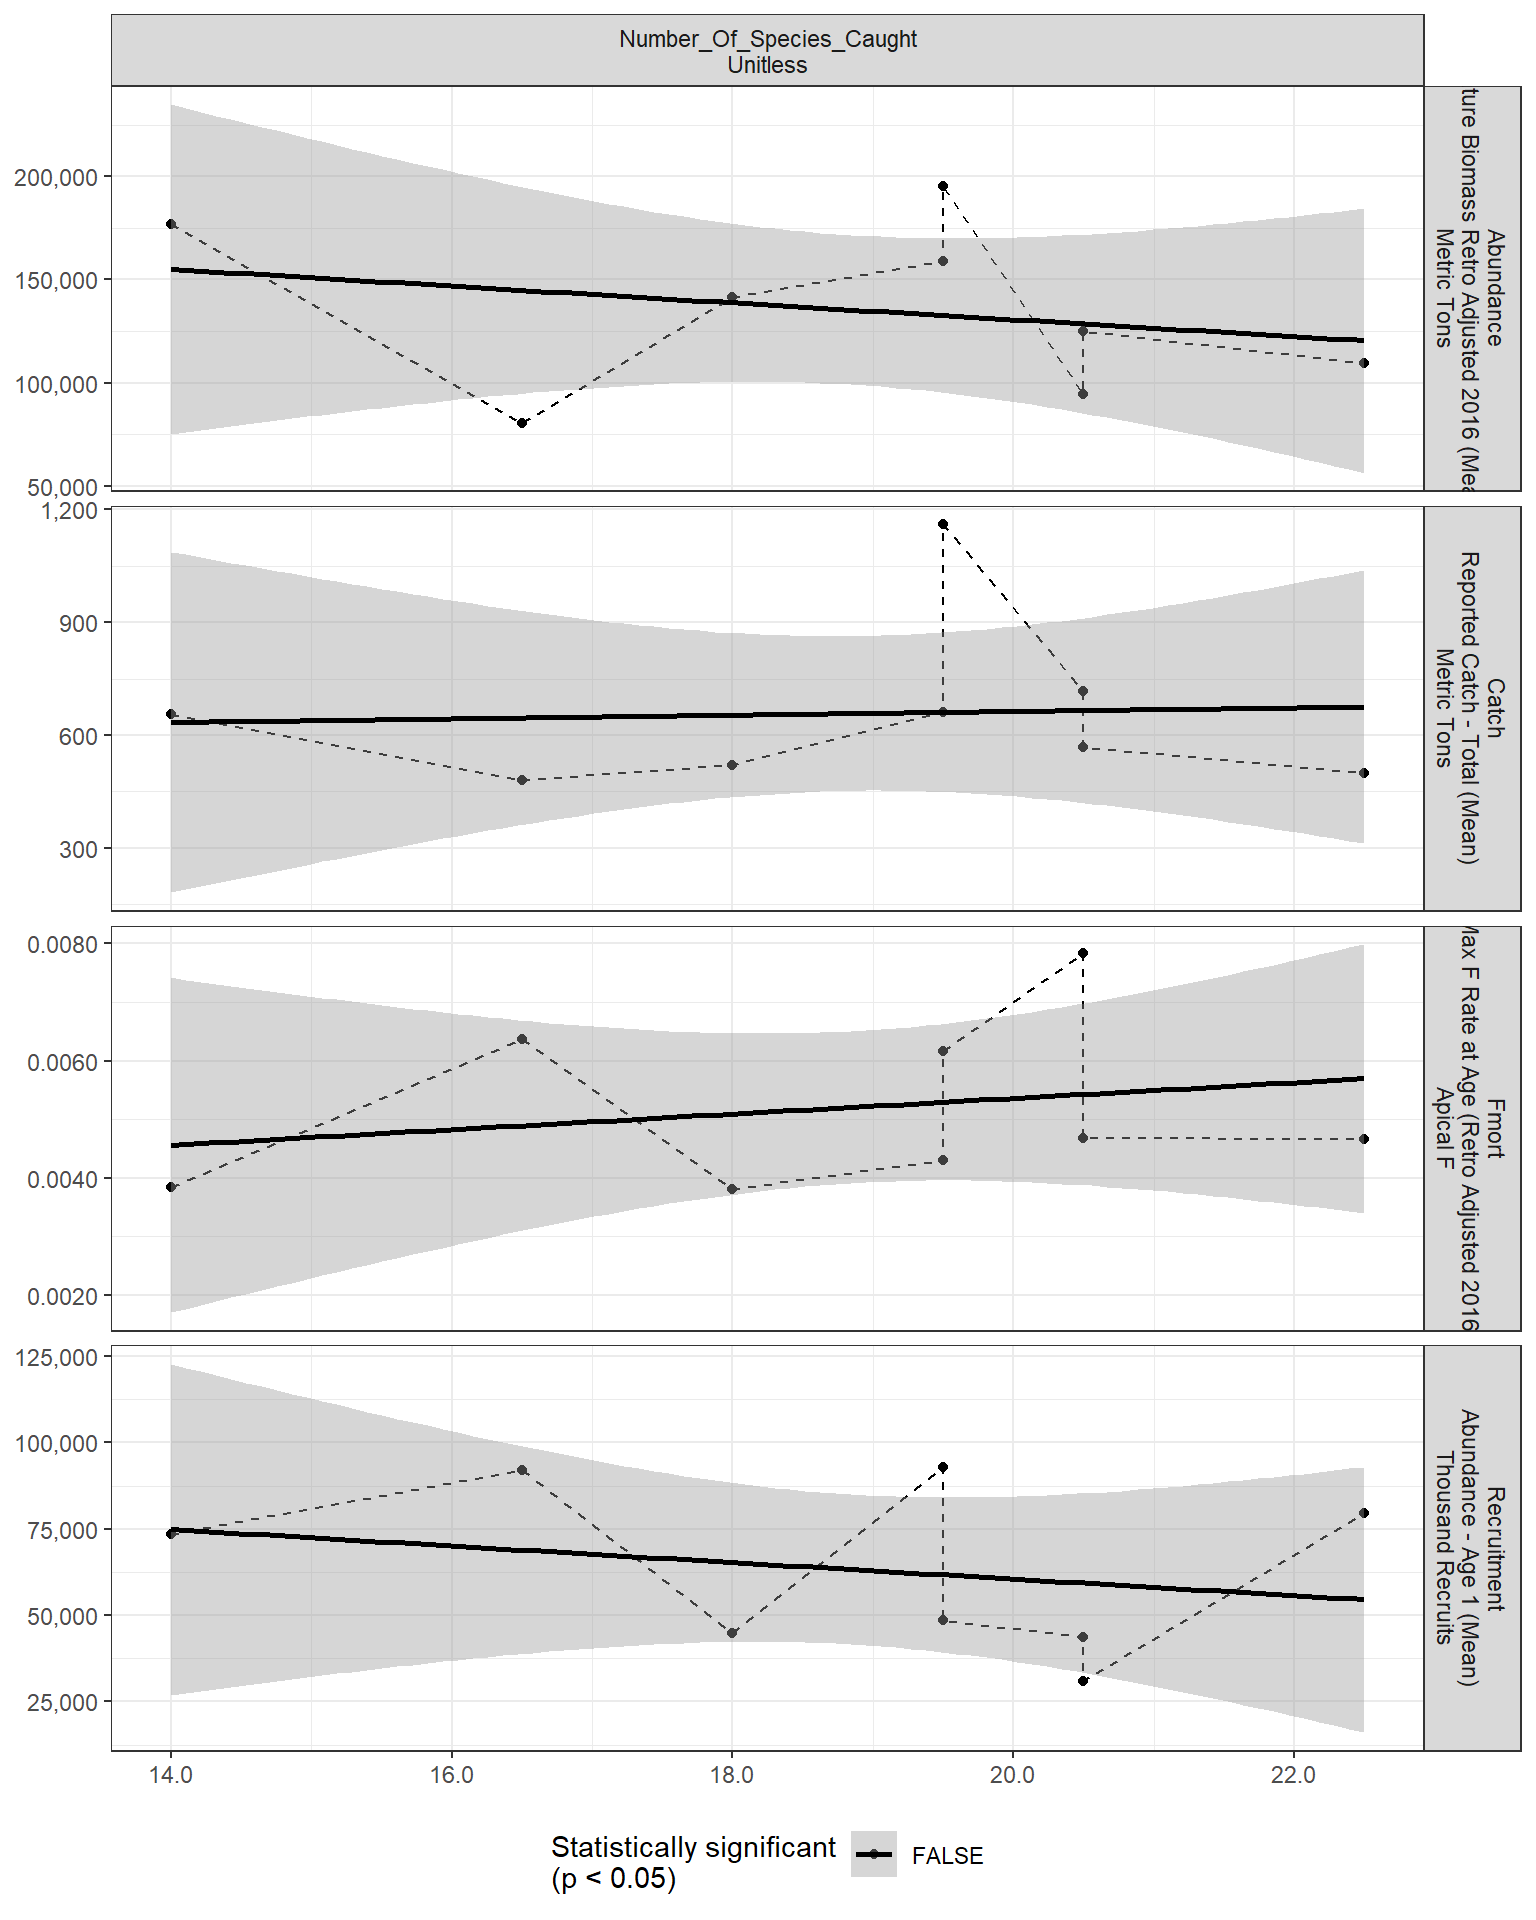 Number_Of_Species_Caught
Unitless
200,000
150,000
100,000
50,000
Abundance
Biomass Retro Adjusted 2016
Metric Tons
1,200
900
600
300
Catch
Reported Catch - Total (Mean)
Metric Tons
0.0080
0.0060
0.0040
0.0020
Fmort
F Rate at Age (Retro Adjusted 2016
Apical F
125,000
100,000
75,000
50,000
25,000
Recruitment
Abundance - Age 1 (Mean)
Thousand Recruits
14.0
16.0
18.0
20.0
22.0
Statistically significant
(p < 0.05)
FALSE